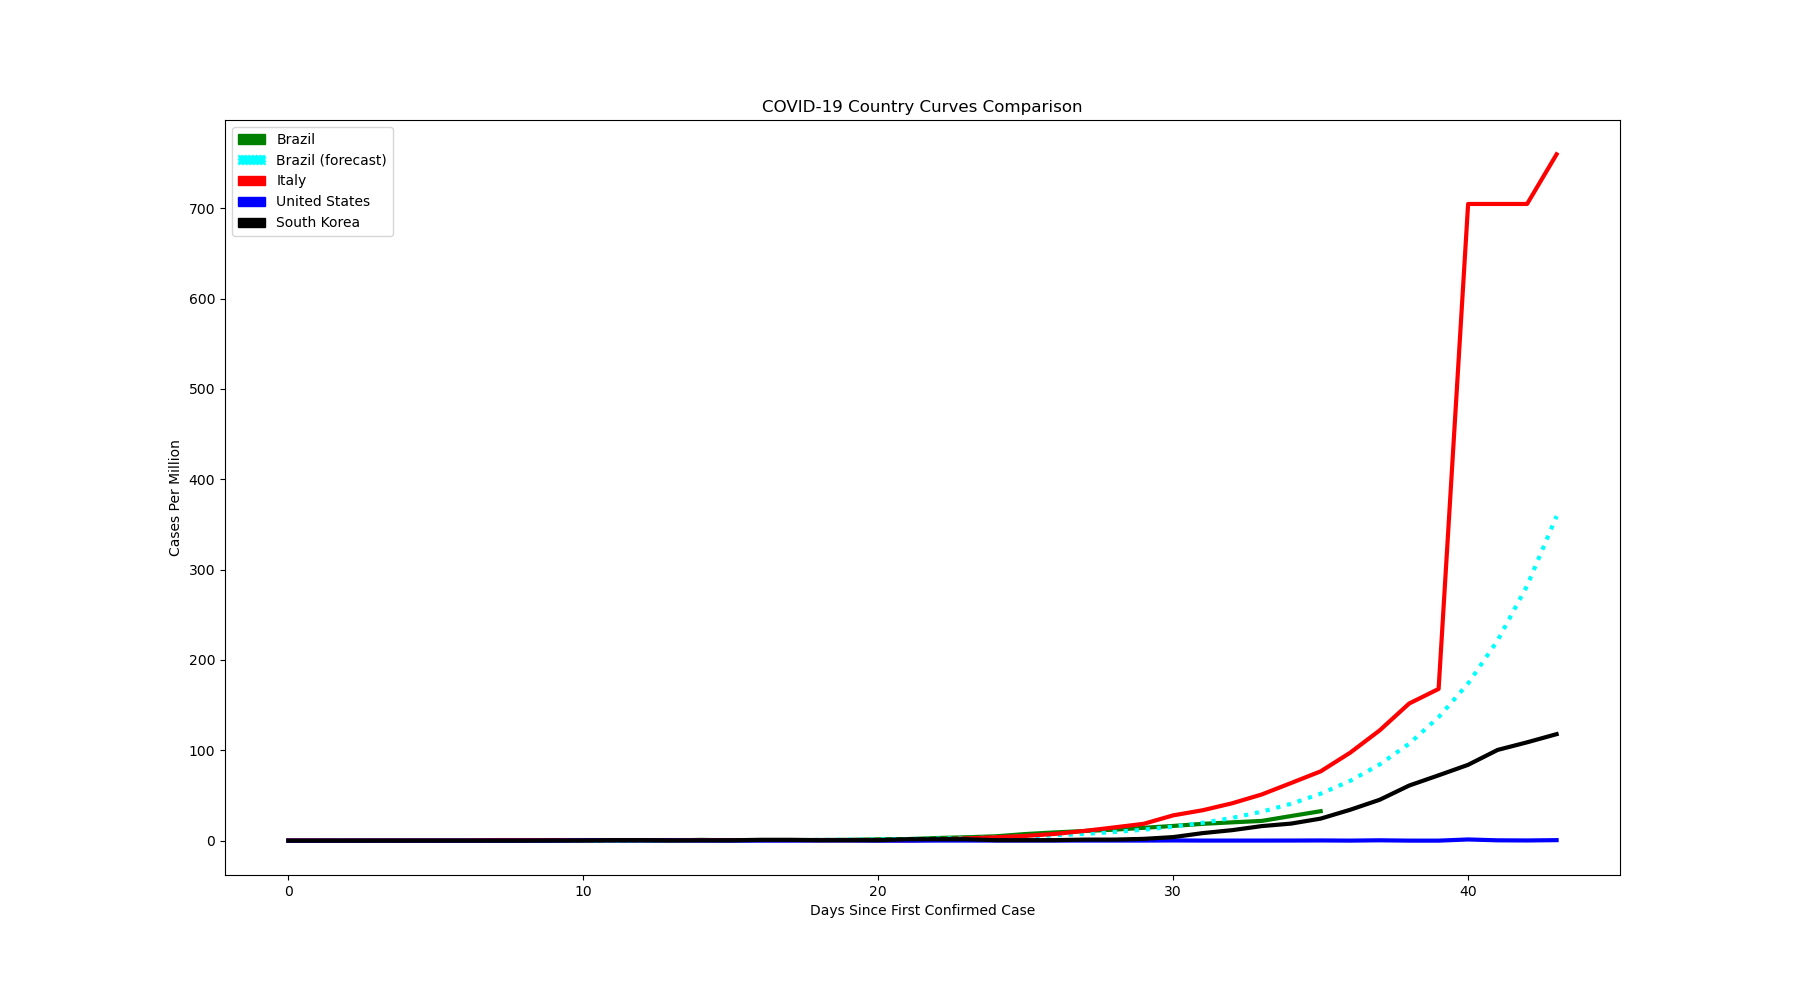 COVID-19 Country Curves Comparison
Brazil
Brazil (forecast)
Italy
United States
South Korea
700
600
500
400
300
200
100
0
Cases Per Million
0 10 20 30 40
Days Since First Confirmed Case